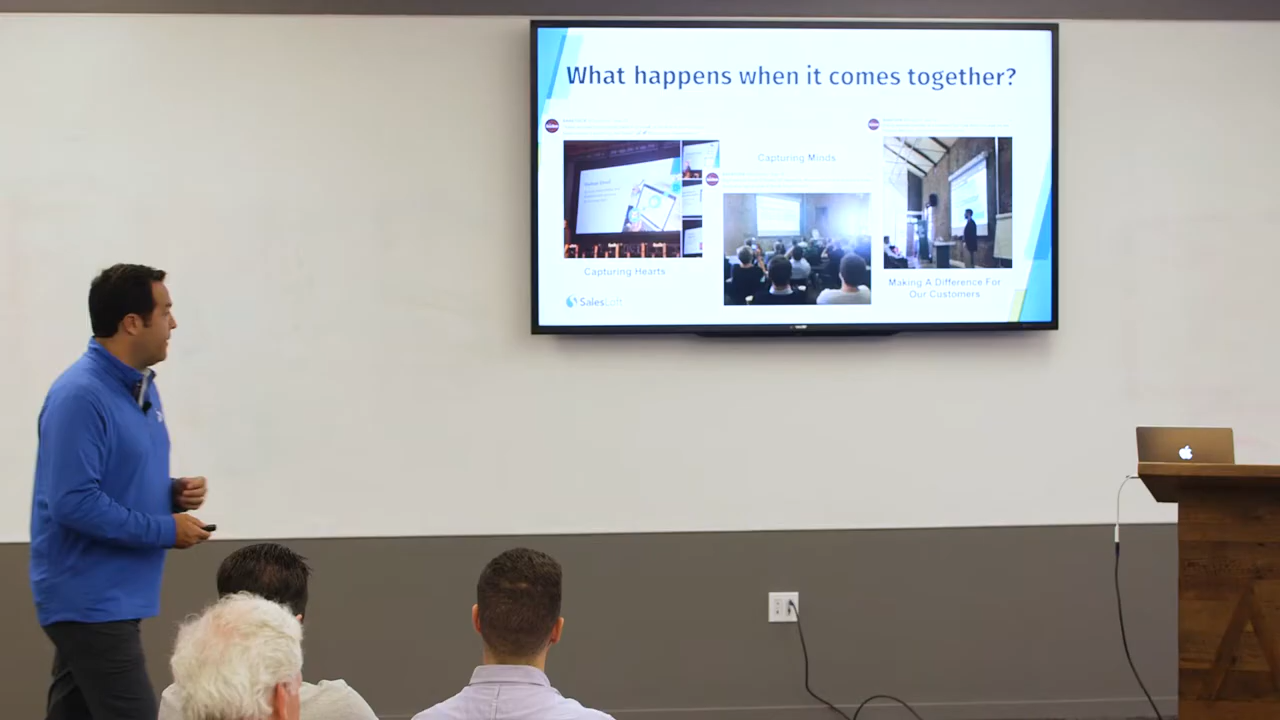 What happens when it comes together?
Capturing Minds
Capturing Hearts
Making A Difference For
Our Customers
SalesLoft